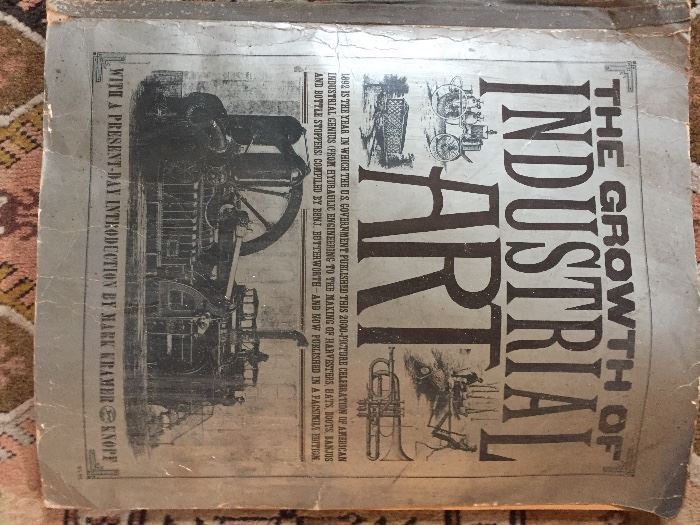 THE GROWTH OF
INDUSTRIAL
ART
1892 IS THE YEAR IN WHICH THE U.S. GOVERNMENT PUBLISHED THIS 2000-PICTURE CELEBRATION OF AMERICAN
INDUSTRIAL GENIUS (FROM HYDRAULIC ENGINEERING TO THE MAKING OF HARVESTERS, HATS, BOOTS, BANJOS
AND BOTTLE STOPPERS) COMPILED BY BENJ. BUTTERWORTH AND NOW PUBLISHED IN A FACSIMILE EDITION
WITH A PRESENT-DAY INTRODUCTION BY MARK KRAMER KNOPF